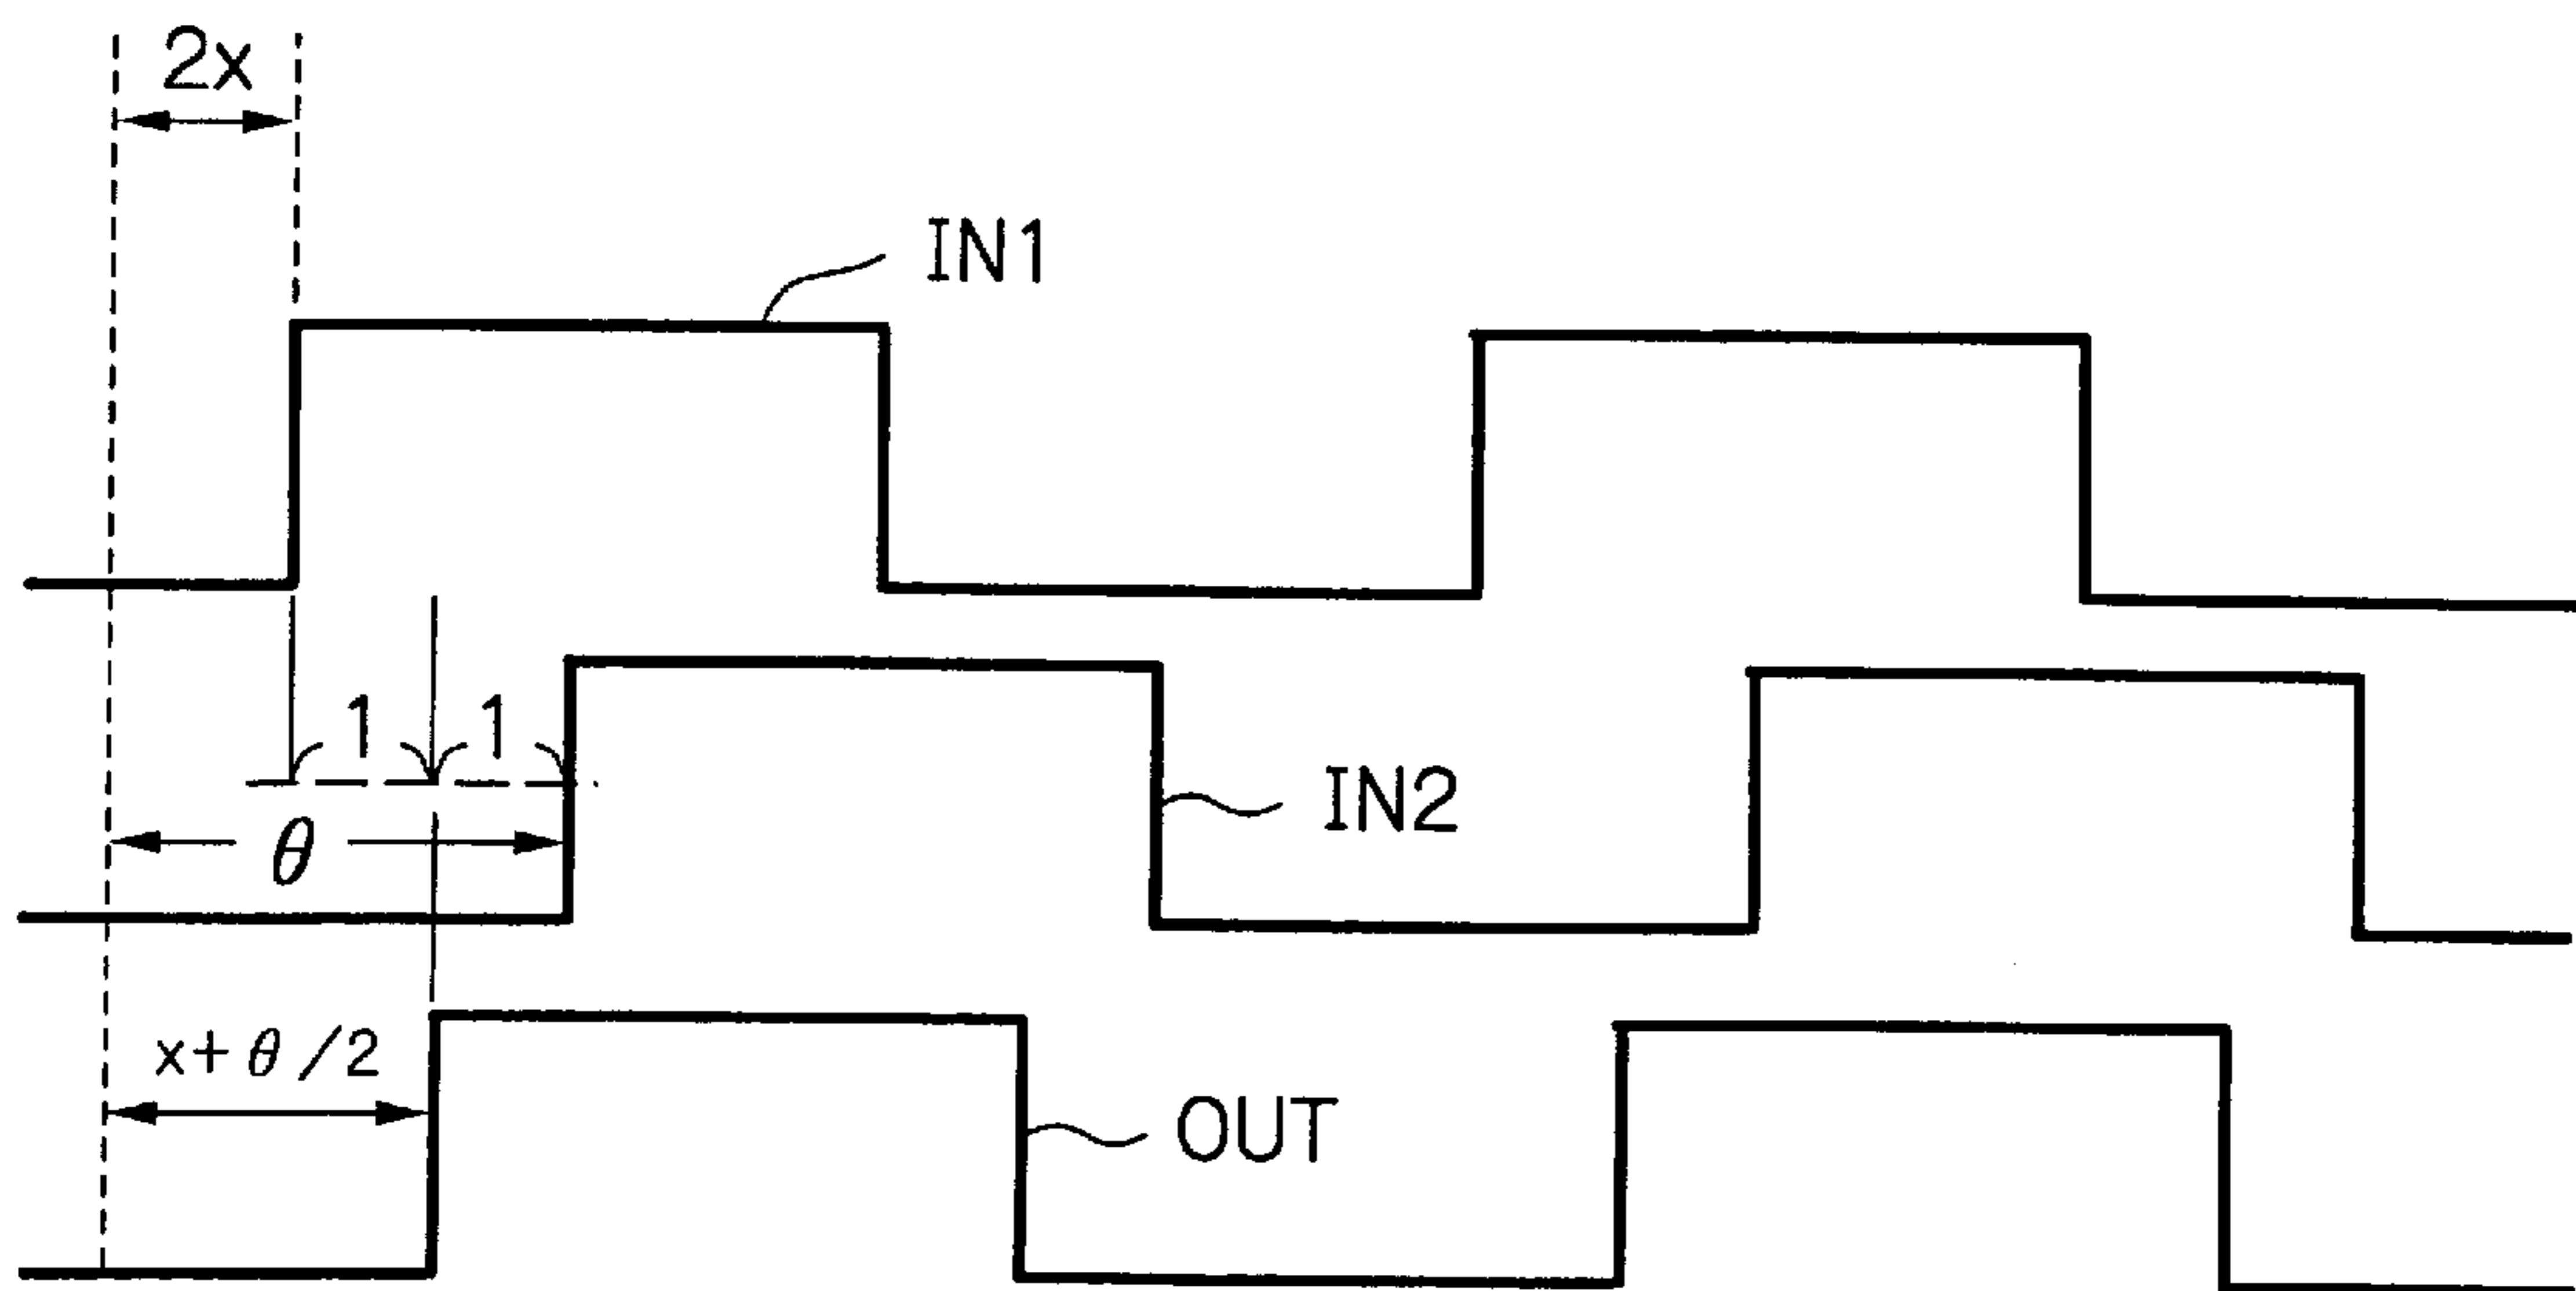 2x
IN1
1 1
IN2
θ
x+θ/2
OUT